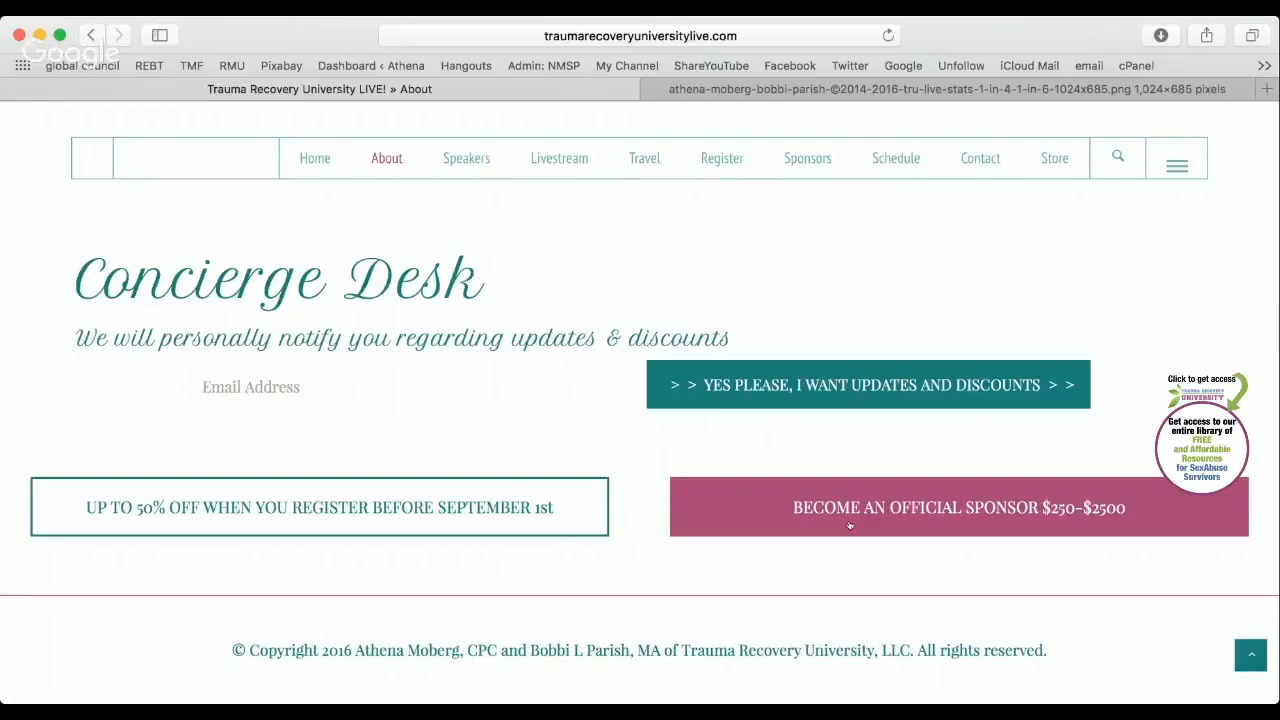 traumarecoveryuniversitylive.com
Google
global council REBT TMF RMU Pixabay Dashboard < Athena Hangouts Admin: NMSP My Channel ShareYouTube Facebook Twitter Google Unfollow iCloud Mail email cPanel >>
Trauma Recovery University LIVE! » About
athena-moberg-bobbi-parish-©2014-2016-tru-live-stats-1-in-4-1-in-6-1024x685.png 1,024×685 pixels
Home About Speakers Livestream Travel Register Sponsors Schedule Contact Store
Concierge Desk
We will personally notify you regarding updates & discounts
Email Address
> > YES PLEASE, I WANT UPDATES AND DISCOUNTS > >
Click to get access
TRAUMA RECOVERY
UNIVERSITY
Get access to our
entire library of
FREE
and Affordable
Resources
for SexAbuse
Survivors
UP TO 50% OFF WHEN YOU REGISTER BEFORE SEPTEMBER 1st
BECOME AN OFFICIAL SPONSOR $250-$2500
© Copyright 2016 Athena Moberg, CPC and Bobbi L Parish, MA of Trauma Recovery University, LLC. All rights reserved.